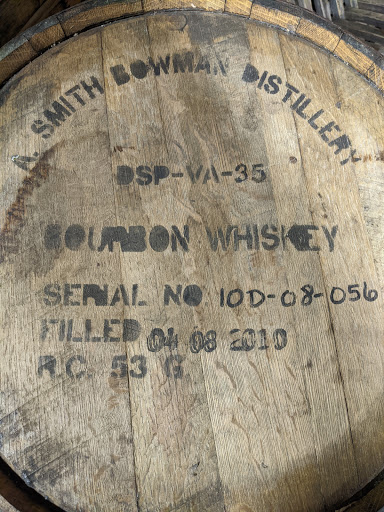 A. SMITH BOWMAN DISTILLERY
DSP-VA-35
BOURBON WHISKEY
SERIAL NO 10D-08-056
FILLED 04 08 2010
R.C. 53 G